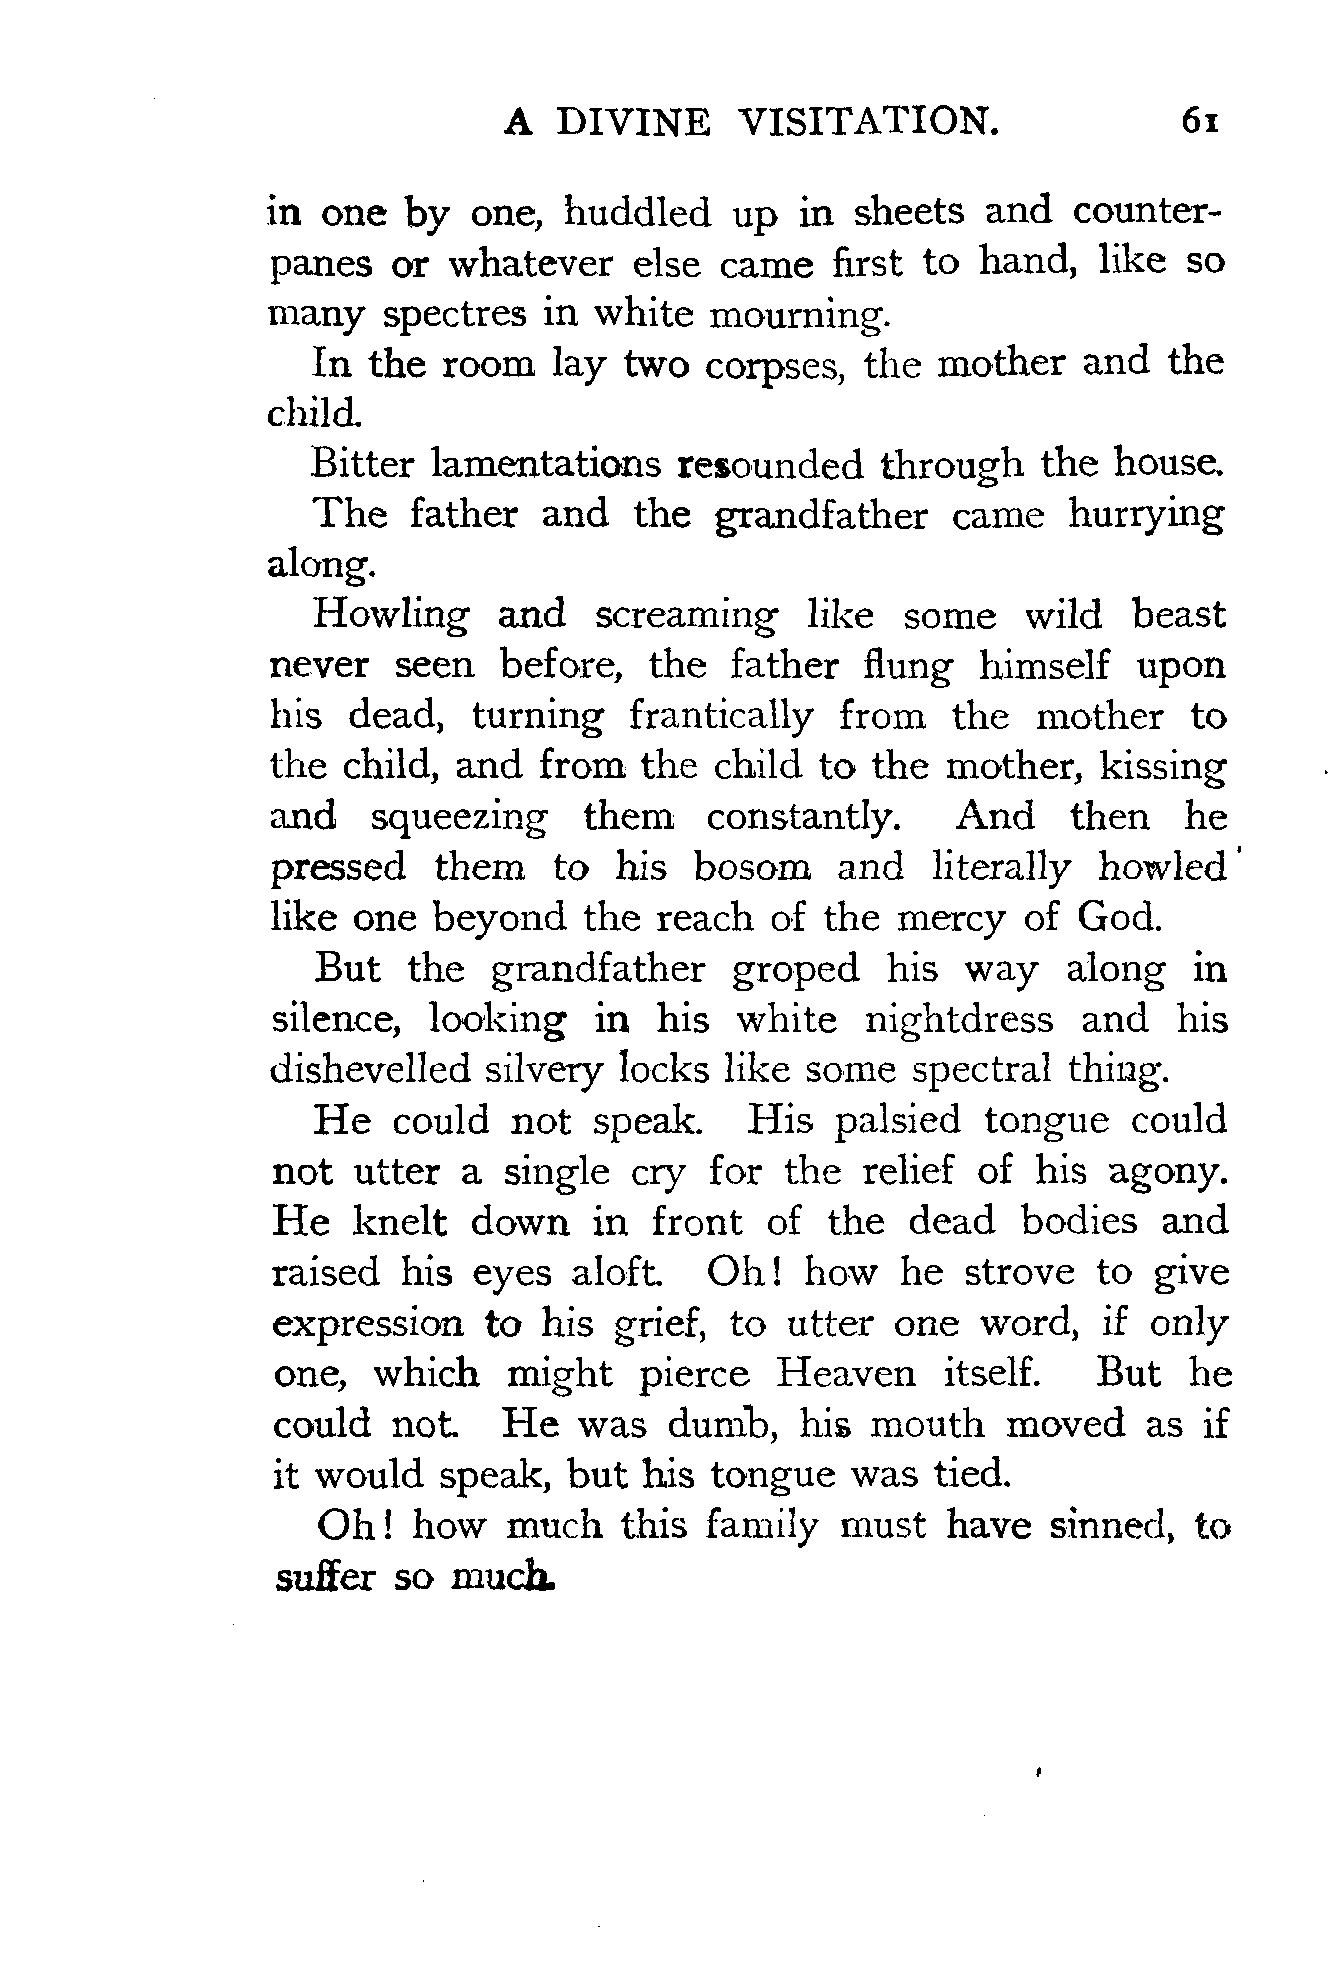 A DIVINE VISITATION. 61
in one by one, huddled up in sheets and counter-
panes or whatever else came first to hand, like so
many spectres in white mourning.
In the room lay two corpses, the mother and the
child.
Bitter lamentations resounded through the house.
The father and the grandfather came hurrying
along.
Howling and screaming like some wild beast
never seen before, the father flung himself upon
his dead, turning frantically from the mother to
the child, and from the child to the mother, kissing
and squeezing them constantly. And then he
pressed them to his bosom and literally howled
like one beyond the reach of the mercy of God.
But the grandfather groped his way along in
silence, looking in his white nightdress and his
dishevelled silvery locks like some spectral thing.
He could not speak. His palsied tongue could
not utter a single cry for the relief of his agony.
He knelt down in front of the dead bodies and
raised his eyes aloft. Oh! how he strove to give
expression to his grief, to utter one word, if only
one, which might pierce Heaven itself. But he
could not. He was dumb, his mouth moved as if
it would speak, but his tongue was tied.
Oh! how much this family must have sinned, to
suffer so much.